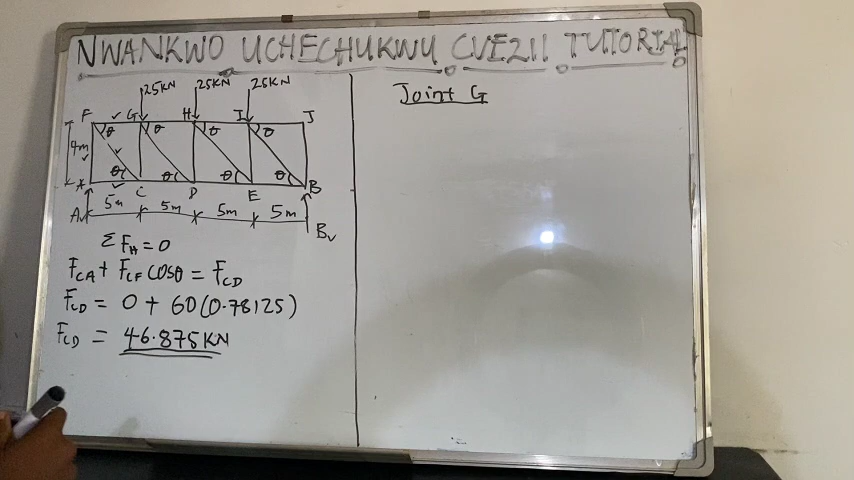 NWANKWO UCHECHUKWU CVE211 TUTORIAL
25KN 25KN 25KN
F G H I J
θ θ θ θ
4m
θ θ θ θ
A C D E B
5m 5m 5m 5m
Av Bv
Σ FH = 0
FCA + FCF cosθ = FCD
FCD = 0 + 60(0.78125)
FCD = 46.875KN
Joint G